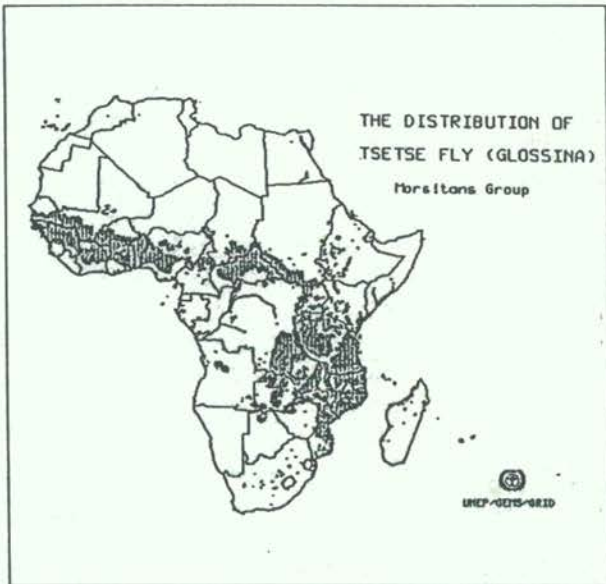 THE DISTRIBUTION OF
TSETSE FLY (GLOSSINA)
Morsitans Group
UNEP/GEMS/GRID